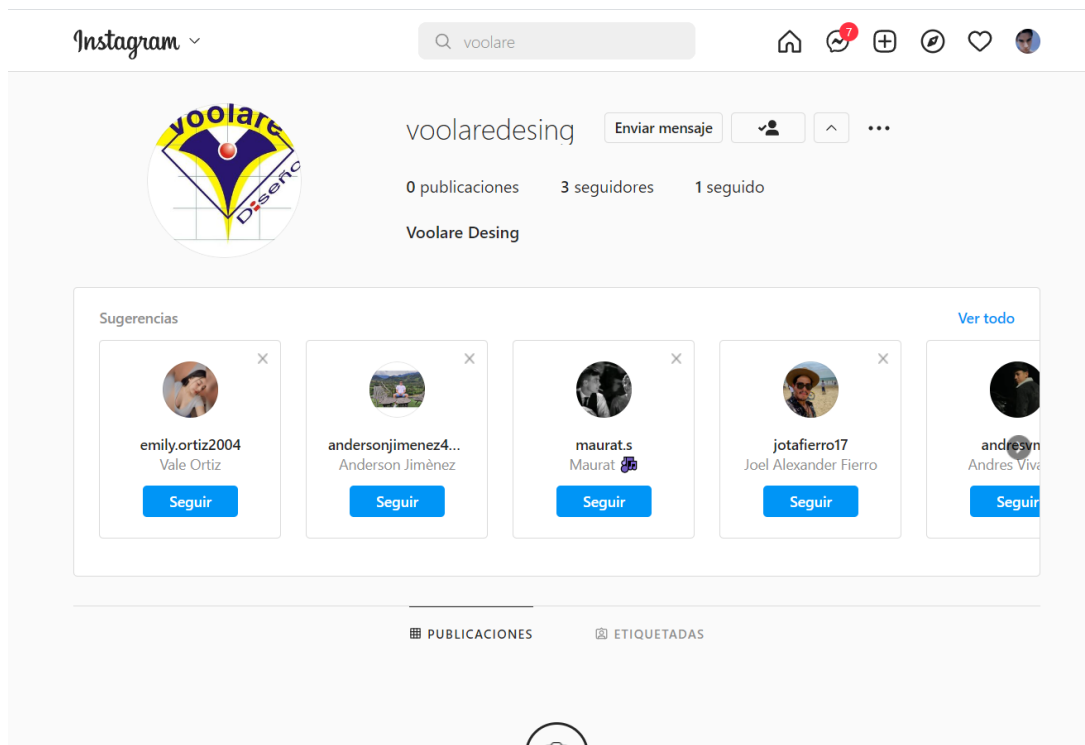 Instagram
voolare
7
voolare
Diseño
voolaredesing
Enviar mensaje
0 publicaciones 3 seguidores 1 seguido
Voolare Desing
Sugerencias Ver todo
emily.ortiz2004
Vale Ortiz
Seguir
andersonjimenez4...
Anderson Jimènez
Seguir
maurat.s
Maurat
Seguir
jotafierro17
Joel Alexander Fierro
Seguir
Andres
Seguir
PUBLICACIONES ETIQUETADAS